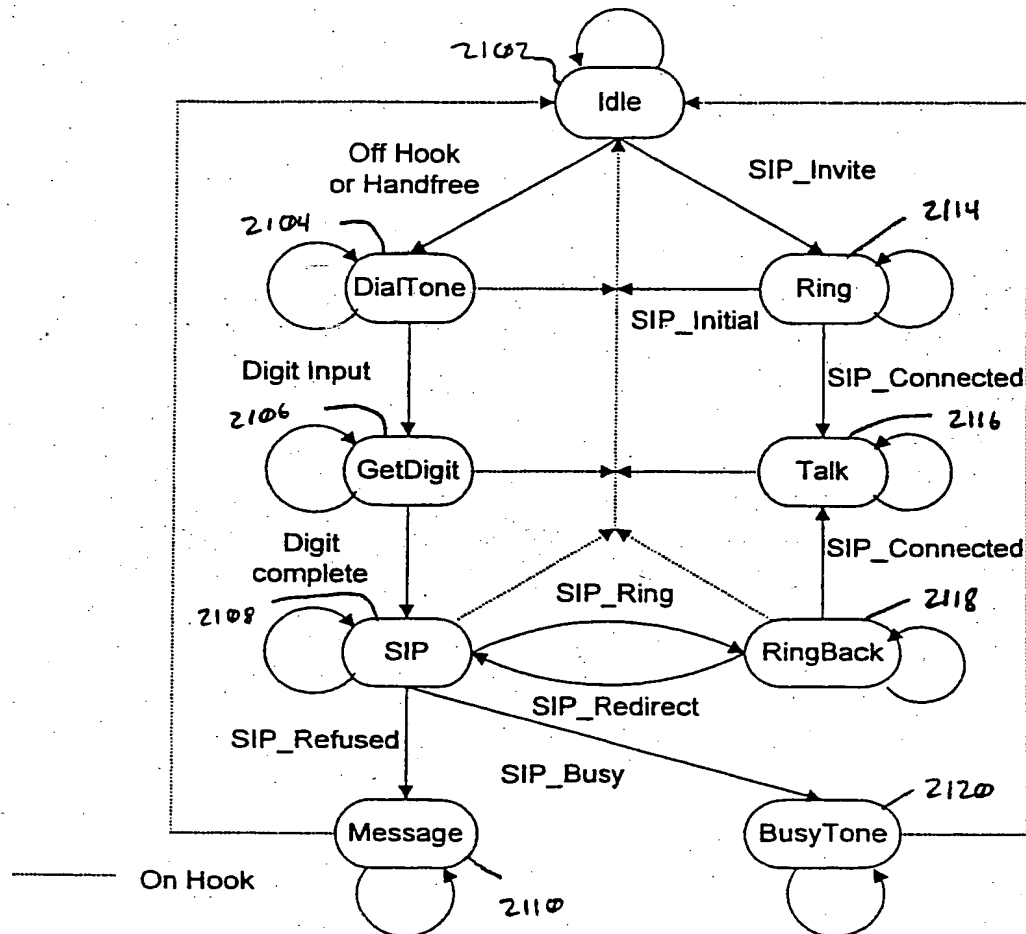 2102
Idle
Off Hook
or Handfree
SIP_Invite
2104
2114
DialTone
Ring
SIP_Initial
Digit Input
SIP_Connected
2106
2116
GetDigit
Talk
Digit
complete
SIP_Connected
SIP_Ring
2108
2118
SIP
RingBack
SIP_Redirect
SIP_Refused
SIP_Busy
2120
Message
BusyTone
On Hook
2110